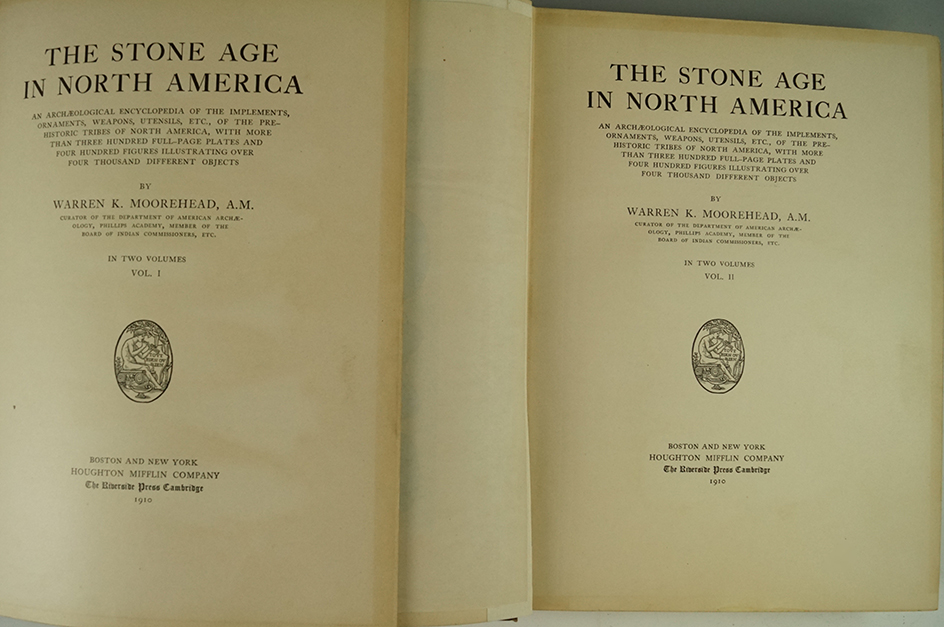 THE STONE AGE
IN NORTH AMERICA
AN ARCHÆOLOGICAL ENCYCLOPEDIA OF THE IMPLEMENTS,
ORNAMENTS, WEAPONS, UTENSILS, ETC., OF THE PRE-
HISTORIC TRIBES OF NORTH AMERICA, WITH MORE
THAN THREE HUNDRED FULL-PAGE PLATES AND
FOUR HUNDRED FIGURES ILLUSTRATING OVER
FOUR THOUSAND DIFFERENT OBJECTS
BY
WARREN K. MOOREHEAD, A.M.
CURATOR OF THE DEPARTMENT OF AMERICAN ARCHÆ-
OLOGY, PHILLIPS ACADEMY, MEMBER OF THE
BOARD OF INDIAN COMMISSIONERS, ETC.
IN TWO VOLUMES
VOL. I
BOSTON AND NEW YORK
HOUGHTON MIFFLIN COMPANY
The Riverside Press Cambridge
1910
THE STONE AGE
IN NORTH AMERICA
AN ARCHÆOLOGICAL ENCYCLOPEDIA OF THE IMPLEMENTS,
ORNAMENTS, WEAPONS, UTENSILS, ETC., OF THE PRE-
HISTORIC TRIBES OF NORTH AMERICA, WITH MORE
THAN THREE HUNDRED FULL-PAGE PLATES AND
FOUR HUNDRED FIGURES ILLUSTRATING OVER
FOUR THOUSAND DIFFERENT OBJECTS
BY
WARREN K. MOOREHEAD, A.M.
CURATOR OF THE DEPARTMENT OF AMERICAN ARCHÆ-
OLOGY, PHILLIPS ACADEMY, MEMBER OF THE
BOARD OF INDIAN COMMISSIONERS, ETC.
IN TWO VOLUMES
VOL. II
BOSTON AND NEW YORK
HOUGHTON MIFFLIN COMPANY
The Riverside Press Cambridge
1910